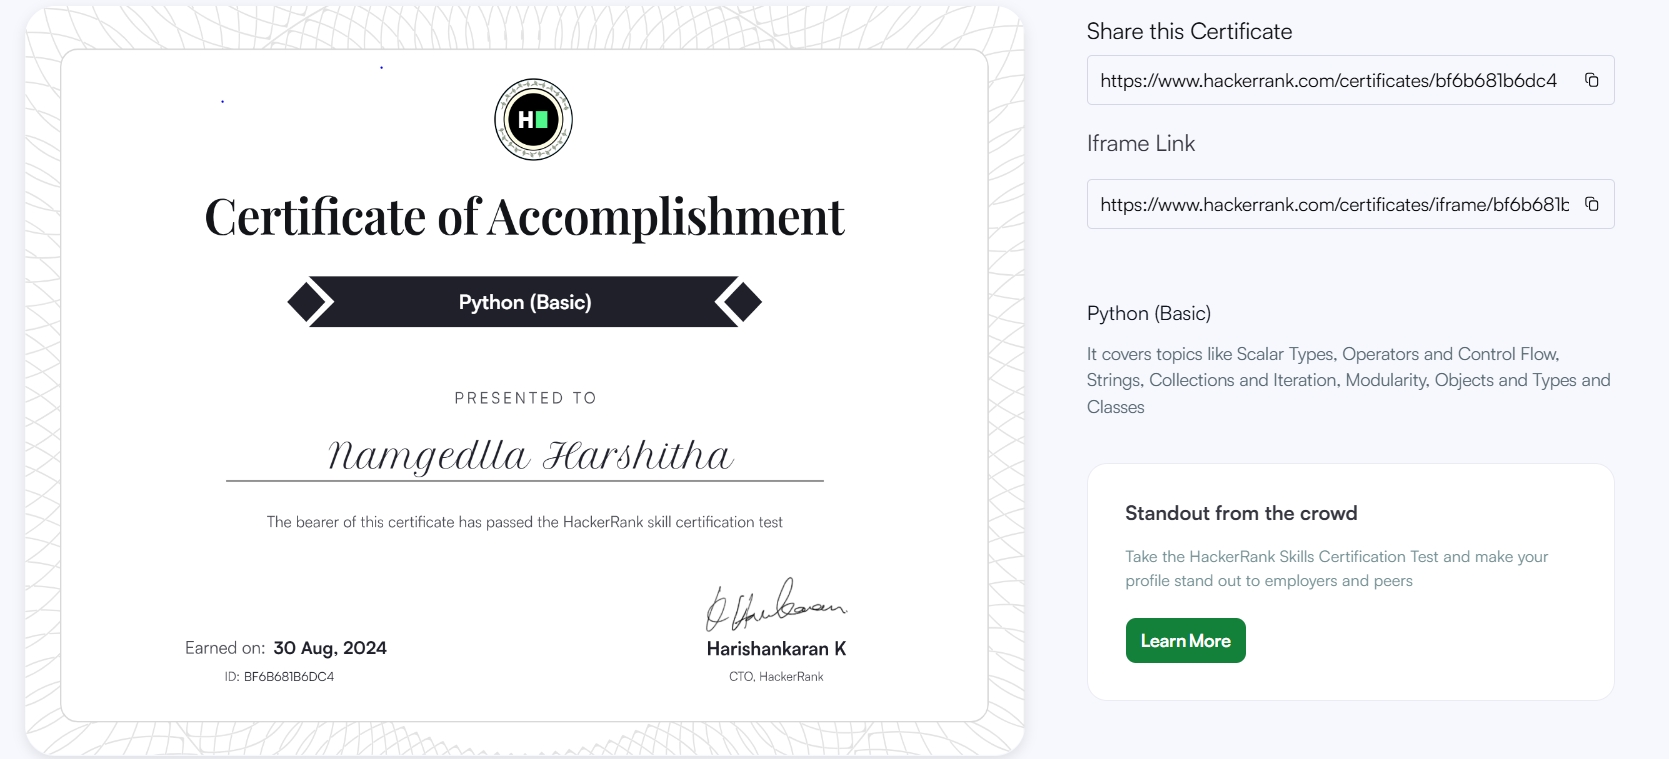 H
Certificate of Accomplishment
Python (Basic)
PRESENTED TO
Namgedlla Harshitha
The bearer of this certificate has passed the HackerRank skill certification test
Earned on: 30 Aug, 2024
ID: BF6B681B6DC4
Harishankaran K
CTO, HackerRank
Share this Certificate
https://www.hackerrank.com/certificates/bf6b681b6dc4
Iframe Link
https://www.hackerrank.com/certificates/iframe/bf6b681b
Python (Basic)
It covers topics like Scalar Types, Operators and Control Flow,
Strings, Collections and Iteration, Modularity, Objects and Types and
Classes
Standout from the crowd
Take the HackerRank Skills Certification Test and make your
profile stand out to employers and peers
Learn More